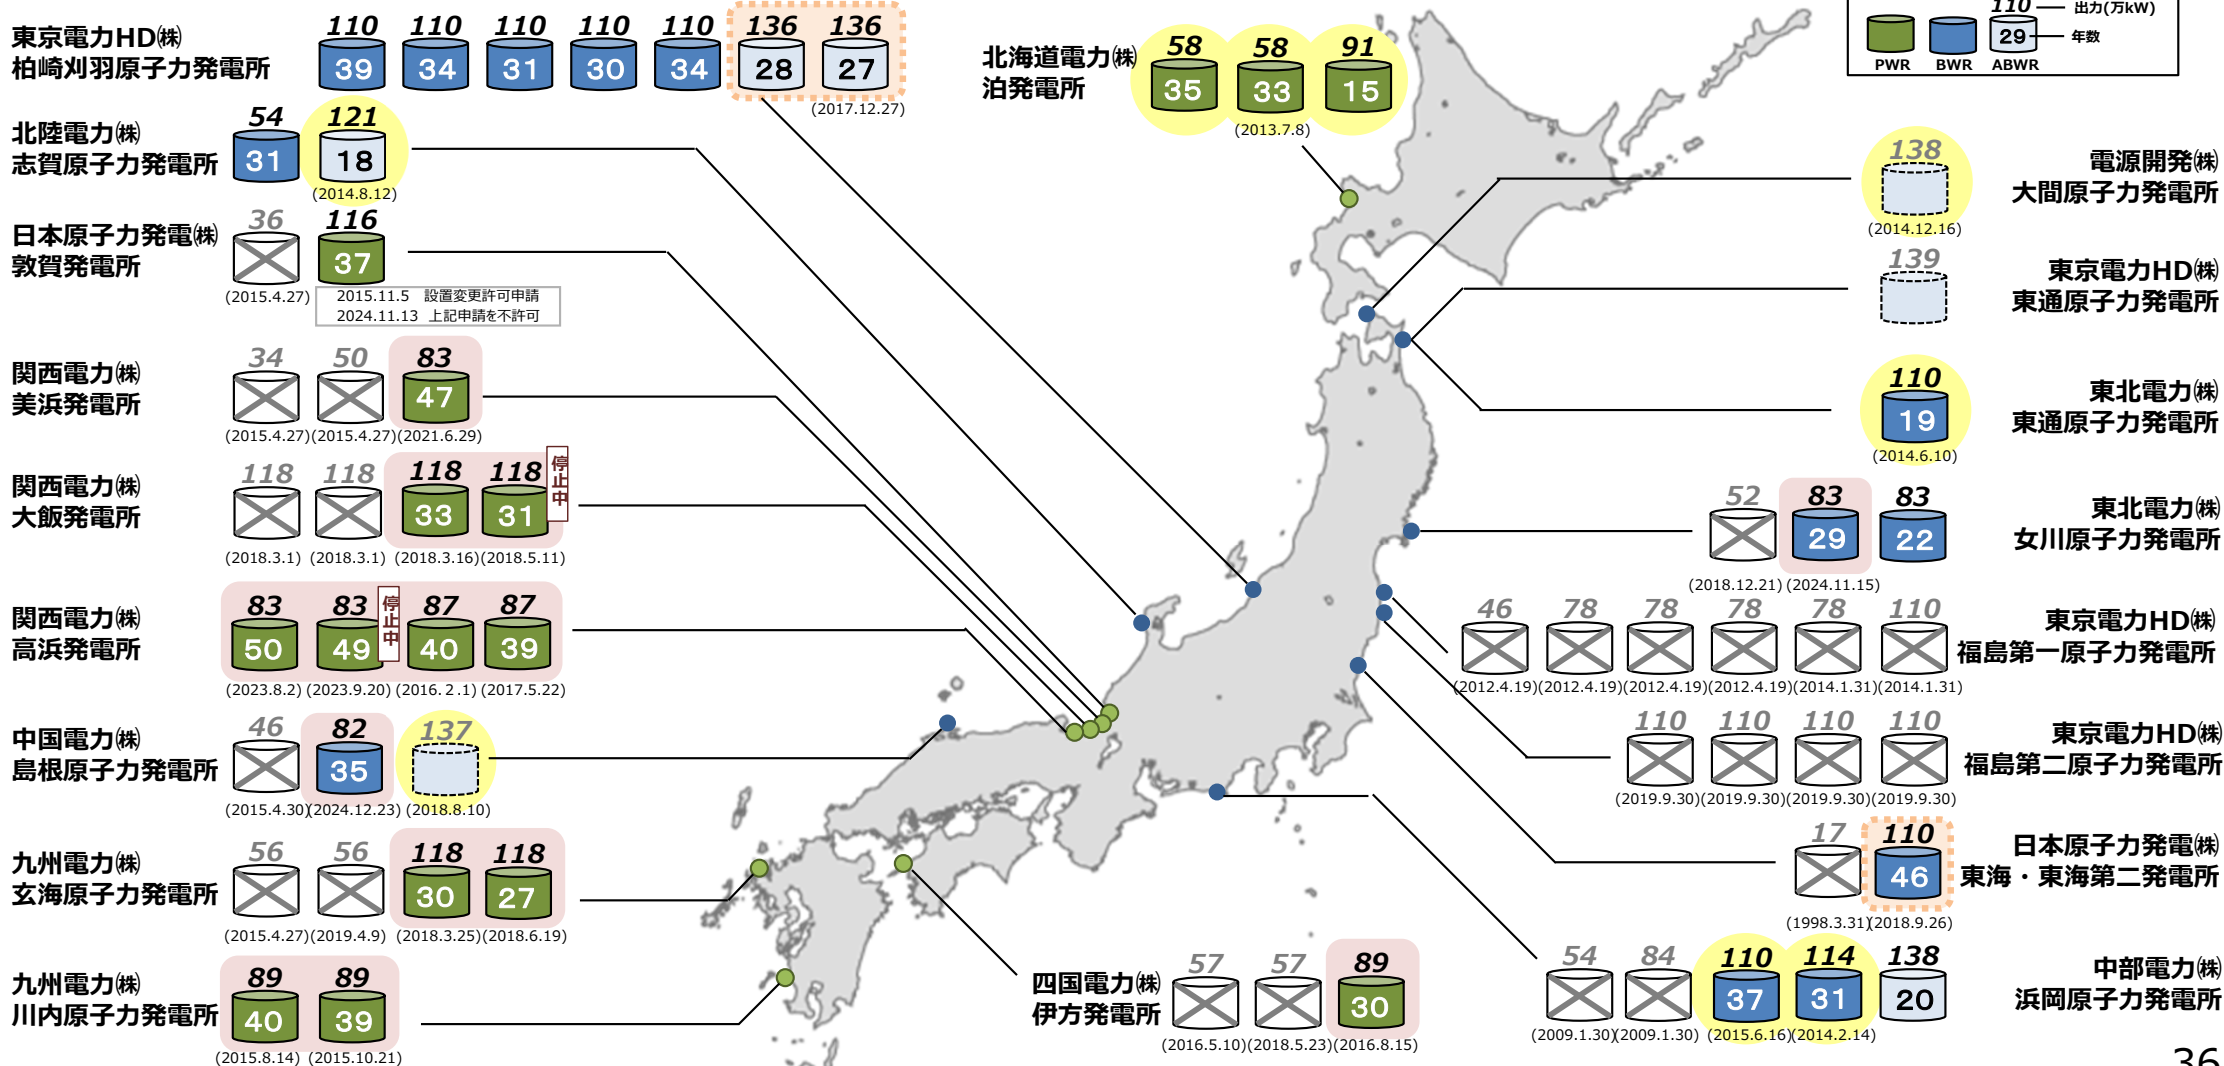 110 出力(万kW)
29 年数
PWR BWR ABWR
東京電力HD㈱
柏崎刈羽原子力発電所
110 110 110 110 110 136 136
39 34 31 30 34 28 27
(2017.12.27)
北陸電力㈱
志賀原子力発電所
54 121
31 18
(2014.8.12)
日本原子力発電㈱
敦賀発電所
36 116
37
(2015.4.27)
2015.11.5 設置変更許可申請
2024.11.13 上記申請を不許可
関西電力㈱
美浜発電所
34 50 83
47
(2015.4.27)(2015.4.27)(2021.6.29)
関西電力㈱
大飯発電所
118 118 118 118
33 31
停止中
(2018.3.1) (2018.3.1) (2018.3.16)(2018.5.11)
関西電力㈱
高浜発電所
83 83 87 87
50 49 40 39
停止中
(2023.8.2) (2023.9.20) (2016.2.1) (2017.5.22)
中国電力㈱
島根原子力発電所
46 82 137
35
(2015.4.30)(2024.12.23) (2018.8.10)
九州電力㈱
玄海原子力発電所
56 56 118 118
30 27
(2015.4.27)(2019.4.9) (2018.3.25)(2018.6.19)
九州電力㈱
川内原子力発電所
89 89
40 39
(2015.8.14) (2015.10.21)
北海道電力㈱
泊発電所
58 58 91
35 33 15
(2013.7.8)
138
電源開発㈱
大間原子力発電所
(2014.12.16)
139
東京電力HD㈱
東通原子力発電所
110
19
東北電力㈱
東通原子力発電所
(2014.6.10)
52 83 83
29 22
東北電力㈱
女川原子力発電所
(2018.12.21) (2024.11.15)
46 78 78 78 78 110
東京電力HD㈱
福島第一原子力発電所
(2012.4.19)(2012.4.19)(2012.4.19)(2012.4.19)(2014.1.31)(2014.1.31)
110 110 110 110
東京電力HD㈱
福島第二原子力発電所
(2019.9.30)(2019.9.30)(2019.9.30)(2019.9.30)
17 110
46
日本原子力発電㈱
東海・東海第二発電所
(1998.3.31)(2018.9.26)
54 84 110 114 138
37 31 20
中部電力㈱
浜岡原子力発電所
(2009.1.30)(2009.1.30) (2015.6.16)(2014.2.14)
四国電力㈱
伊方発電所
57 57 89
30
(2016.5.10)(2018.5.23)(2016.8.15)
36